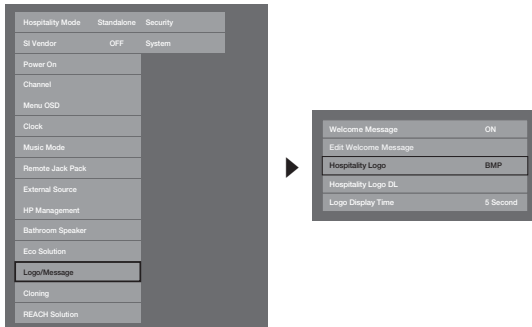 Hospitality Mode Standalone Security
SI Vendor OFF System
Power On
Channel
Menu OSD
Clock
Music Mode
Remote Jack Pack
External Source
HP Management
Bathroom Speaker
Eco Solution
Logo/Message
Cloning
REACH Solution
Welcome Message ON
Edit Welcome Message
Hospitality Logo BMP
Hospitality Logo DL
Logo Display Time 5 Second